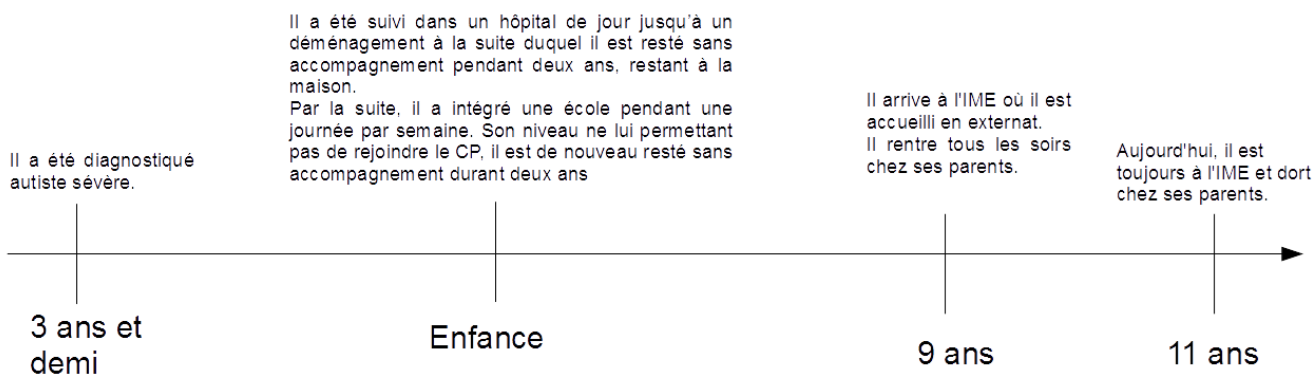 Il a été diagnostiqué
autiste sévère.
Il a été suivi dans un hôpital de jour jusqu'à un
déménagement à la suite duquel il est resté sans
accompagnement pendant deux ans, restant à la
maison.
Par la suite, il a intégré une école pendant une
journée par semaine. Son niveau ne lui permettant
pas de rejoindre le CP, il est de nouveau resté sans
accompagnement durant deux ans
Il arrive à l'IME où il est
accueilli en externat.
Il rentre tous les soirs
chez ses parents.
Aujourd'hui, il est
toujours à l'IME et dort
chez ses parents.
3 ans et
demi
Enfance
9 ans
11 ans